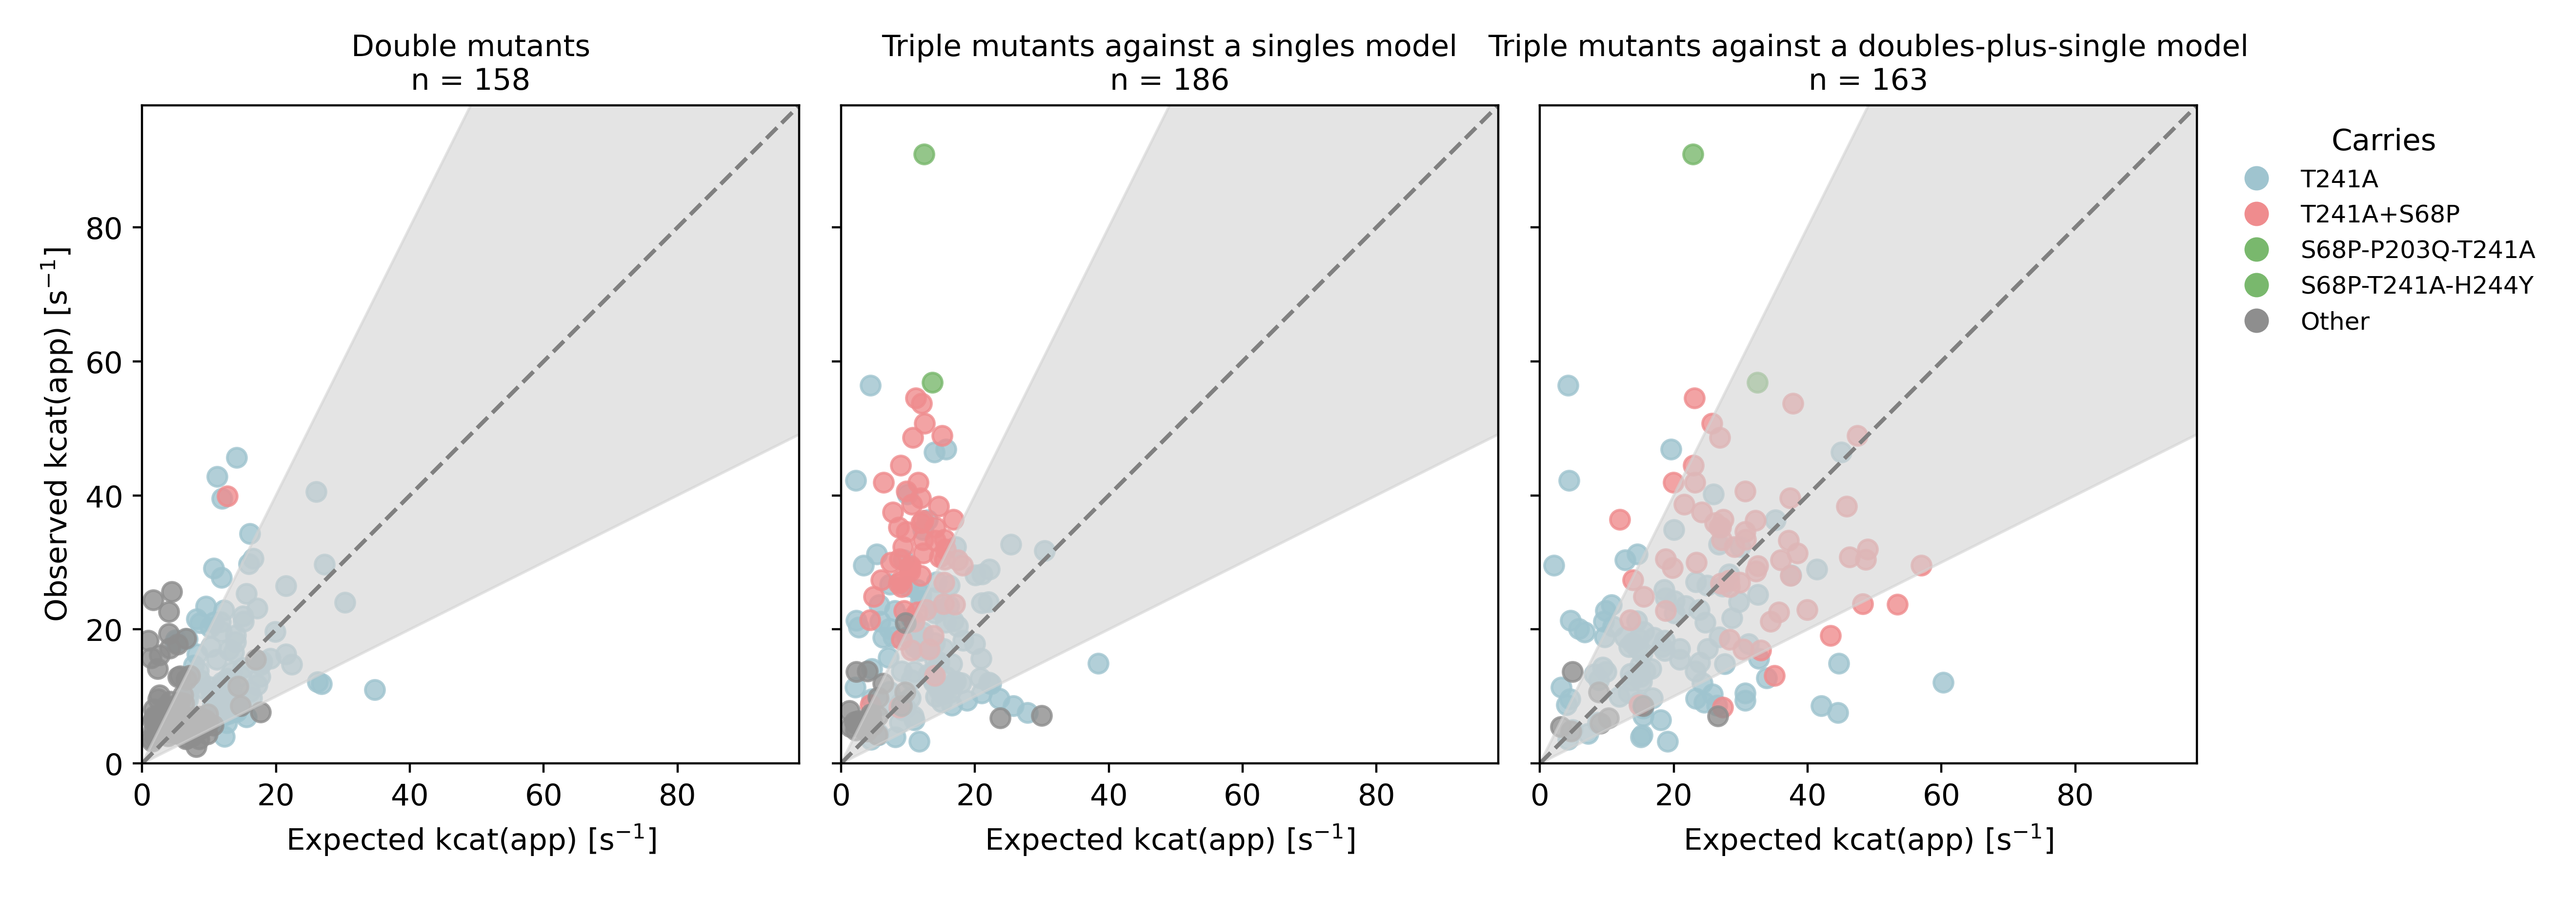 Double mutants
n = 158
Triple mutants against a singles model
n = 186
Triple mutants against a doubles-plus-single model
n = 163
Observed kcat(app) [s⁻¹]
80
60
40
20
0
0 20 40 60 80
Expected kcat(app) [s⁻¹]
0 20 40 60 80
Expected kcat(app) [s⁻¹]
0 20 40 60 80
Expected kcat(app) [s⁻¹]
Carries
T241A
T241A+S68P
S68P-P203Q-T241A
S68P-T241A-H244Y
Other